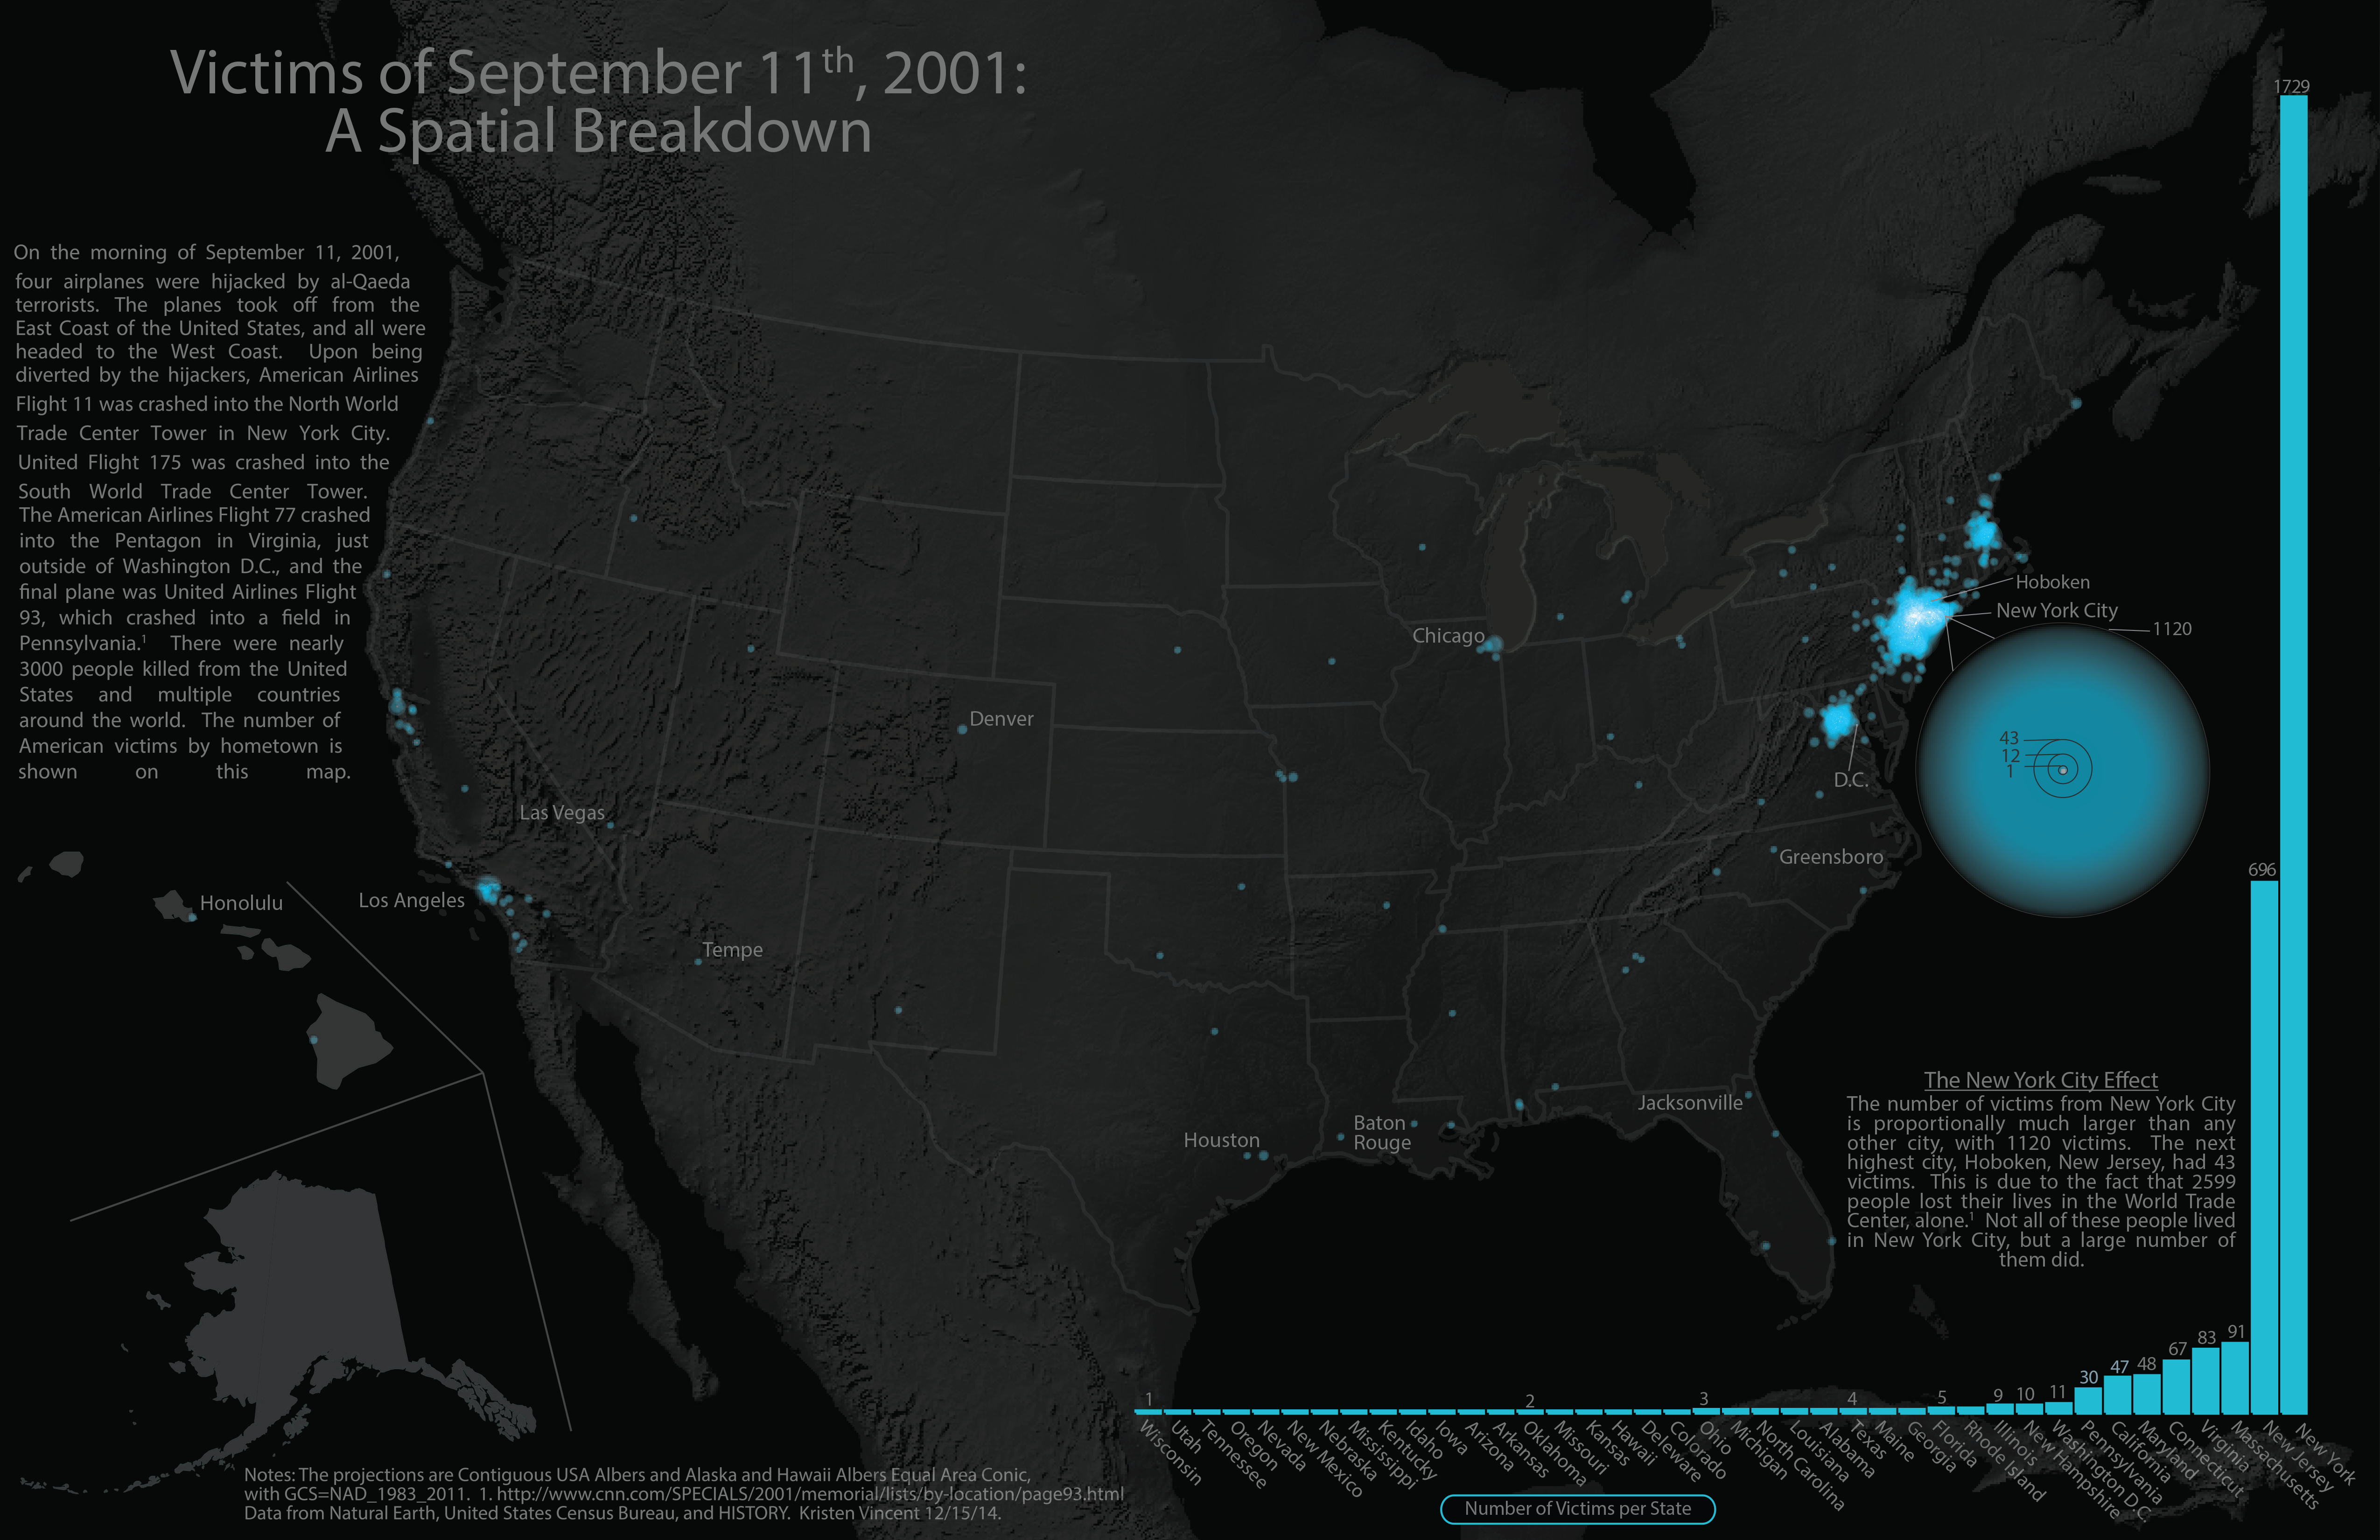 Victims of September 11th, 2001:
A Spatial Breakdown
On the morning of September 11, 2001,
four airplanes were hijacked by al-Qaeda
terrorists. The planes took off from the
East Coast of the United States, and all were
headed to the West Coast. Upon being
diverted by the hijackers, American Airlines
Flight 11 was crashed into the North World
Trade Center Tower in New York City.
United Flight 175 was crashed into the
South World Trade Center Tower.
The American Airlines Flight 77 crashed
into the Pentagon in Virginia, just
outside of Washington D.C., and the
final plane was United Airlines Flight
93, which crashed into a field in
Pennsylvania.1 There were nearly
3000 people killed from the United
States and multiple countries
around the world. The number of
American victims by hometown is
shown on this map.
Hoboken
New York City
1120
43
12
1
Chicago
Denver
D.C.
Las Vegas
Greensboro
Honolulu
Los Angeles
Tempe
Jacksonville
Baton
Rouge
Houston
The New York City Effect
The number of victims from New York City
is proportionally much larger than any
other city, with 1120 victims. The next
highest city, Hoboken, New Jersey, had 43
victims. This is due to the fact that 2599
people lost their lives in the World Trade
Center, alone.1 Not all of these people lived
in New York City, but a large number of
them did.
1
2
3
4
5
9
10
11
30
47
48
67
83
91
696
1729
Wisconsin
Utah
Tennessee
Oregon
Nevada
New Mexico
Nebraska
Mississippi
Kentucky
Idaho
Iowa
Arizona
Arkansas
Oklahoma
Missouri
Kansas
Hawaii
Deleware
Colorado
Ohio
Michigan
North Carolina
Louisiana
Alabama
Texas
Maine
Georgia
Florida
Rhode Island
Illinois
New Hampshire
Washington D.C.
Pennsylvania
California
Maryland
Connecticut
Virginia
Massachusetts
New Jersey
New York
Number of Victims per State
Notes: The projections are Contiguous USA Albers and Alaska and Hawaii Albers Equal Area Conic,
with GCS=NAD_1983_2011. 1. http://www.cnn.com/SPECIALS/2001/memorial/lists/by-location/page93.html
Data from Natural Earth, United States Census Bureau, and HISTORY. Kristen Vincent 12/15/14.